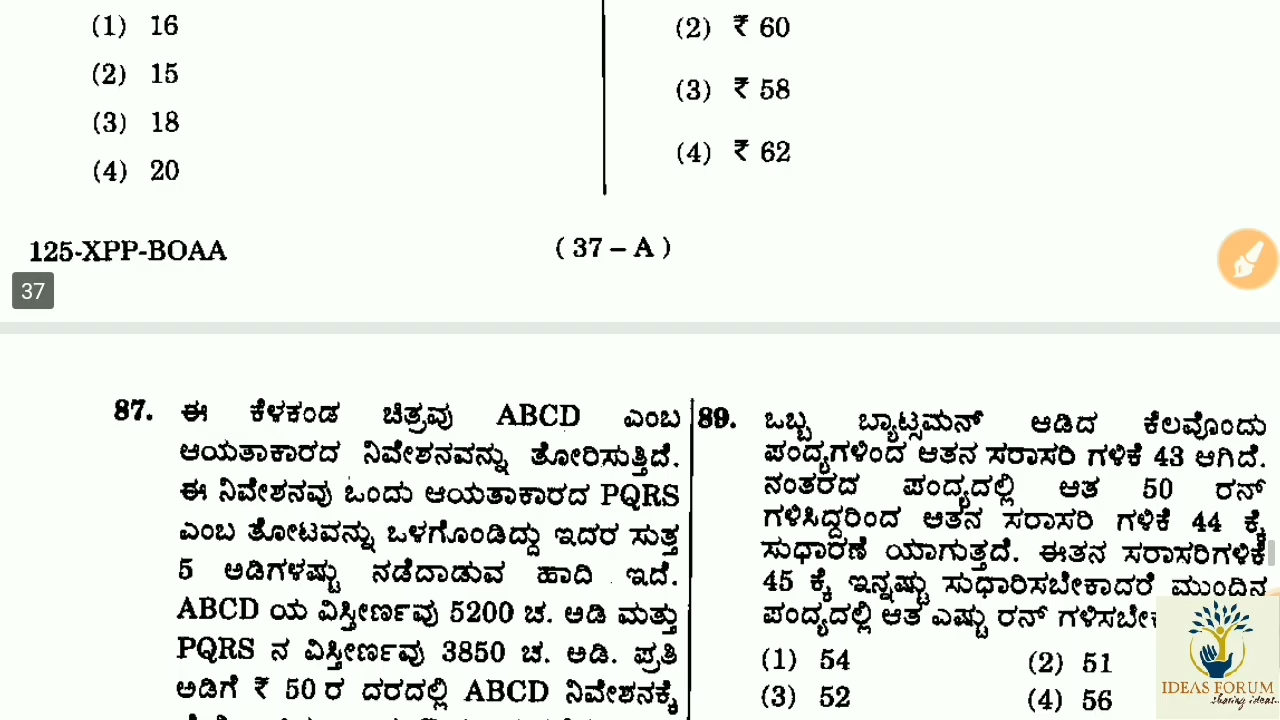 (1) 16
(2) 15
(3) 18
(4) 20
(2) ₹ 60
(3) ₹ 58
(4) ₹ 62
125-XPP-BOAA
( 37 – A )
37
87. ಈ ಕೆಳಕಂಡ ಚಿತ್ರವು ABCD ಎಂಬ
ಆಯತಾಕಾರದ ನಿವೇಶನವನ್ನು ತೋರಿಸುತ್ತಿದೆ.
ಈ ನಿವೇಶನವು ಒಂದು ಆಯತಾಕಾರದ PQRS
ಎಂಬ ತೋಟವನ್ನು ಒಳಗೊಂಡಿದ್ದು ಇದರ ಸುತ್ತ
5 ಅಡಿಗಳಷ್ಟು ನಡೆದಾಡುವ ಹಾದಿ ಇದೆ.
ABCD ಯ ವಿಸ್ತೀರ್ಣವು 5200 ಚ. ಅಡಿ ಮತ್ತು
PQRS ನ ವಿಸ್ತೀರ್ಣವು 3850 ಚ. ಅಡಿ. ಪ್ರತಿ
ಅಡಿಗೆ ₹ 50 ರ ದರದಲ್ಲಿ ABCD ನಿವೇಶನಕ್ಕೆ
89. ಒಬ್ಬ ಬ್ಯಾಟ್ಸಮನ್ ಆಡಿದ ಕೆಲವೊಂದು
ಪಂದ್ಯಗಳಿಂದ ಆತನ ಸರಾಸರಿ ಗಳಿಕೆ 43 ಆಗಿದೆ.
ನಂತರದ ಪಂದ್ಯದಲ್ಲಿ ಆತ 50 ರನ್
ಗಳಿಸಿದ್ದರಿಂದ ಆತನ ಸರಾಸರಿ ಗಳಿಕೆ 44 ಕ್ಕೆ
ಸುಧಾರಣೆ ಯಾಗುತ್ತದೆ. ಈತನ ಸರಾಸರಿಗಳಿಕೆ
45 ಕ್ಕೆ ಇನ್ನಷ್ಟು ಸುಧಾರಿಸಬೇಕಾದರೆ ಮುಂದಿನ
ಪಂದ್ಯದಲ್ಲಿ ಆತ ಎಷ್ಟು ರನ್
(1) 54 (2) 51
(3) 52 (4) 56
IDEAS FORUM
sharing ideas